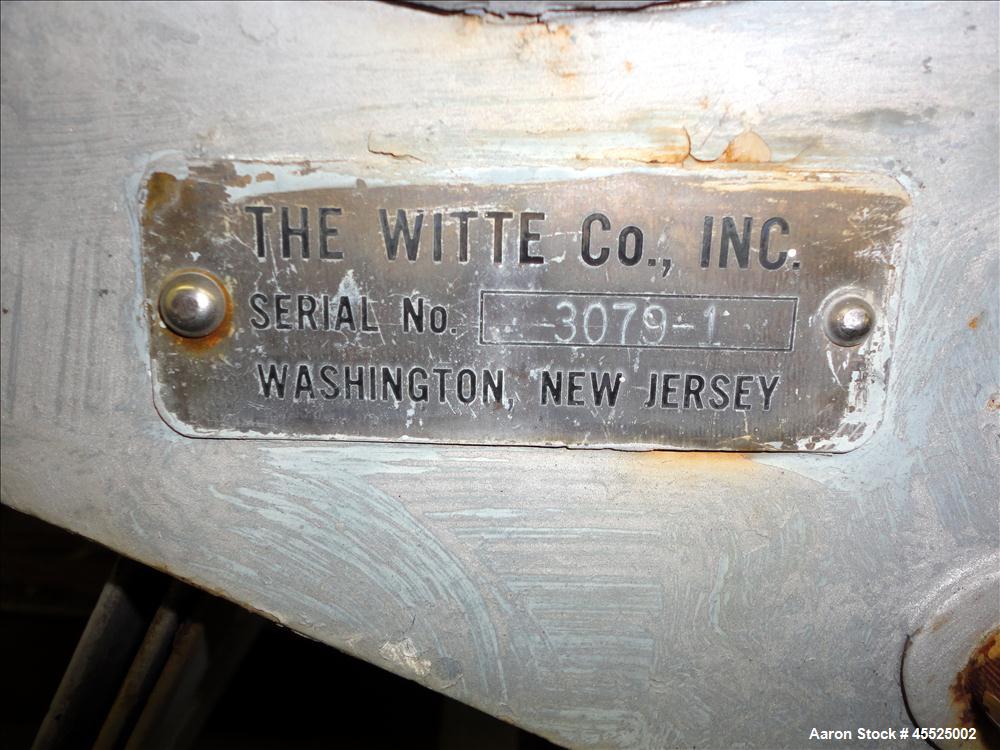 THE WITTE Co., INC.
SERIAL No. 3079-1
WASHINGTON, NEW JERSEY
Aaron Stock # 45525002